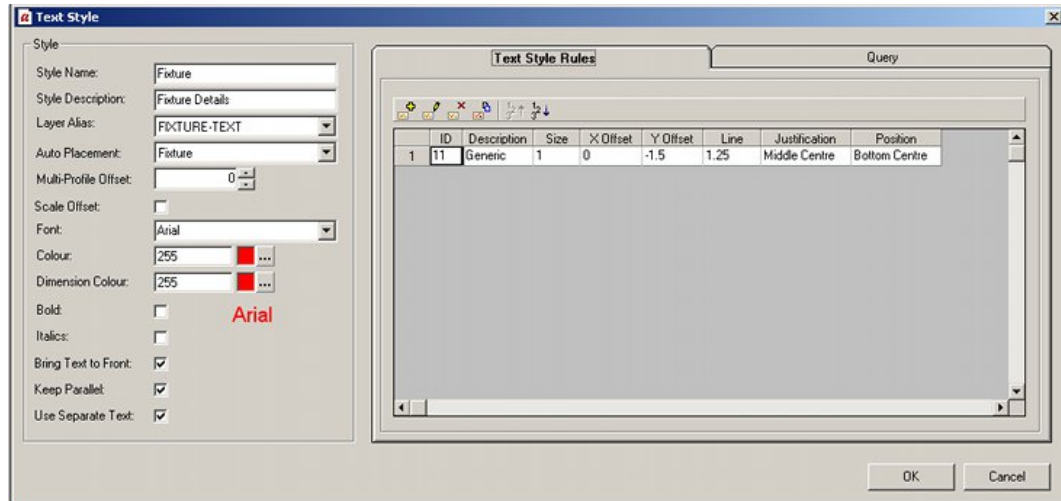 Text Style
Style
Style Name: Fixture
Style Description: Fixture Details
Layer Alias: FIXTURE-TEXT
Auto Placement: Fixture
Multi-Profile Offset: 0
Scale Offset:
Font: Arial
Colour: 255 ...
Dimension Colour: 255 ...
Bold:
Arial
Italics:
Bring Text to Front:
Keep Parallel:
Use Separate Text:
Text Style Rules Query
ID Description Size X Offset Y Offset Line Justification Position
1 11 Generic 1 0 -1.5 1.25 Middle Centre Bottom Centre
OK Cancel